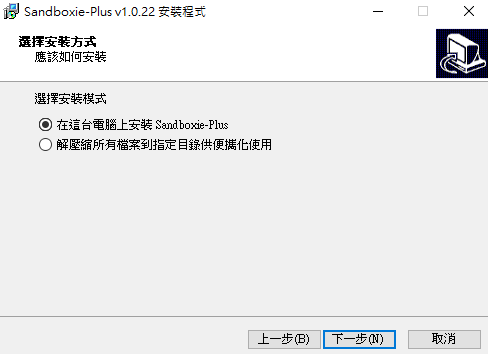 Sandboxie-Plus v1.0.22 安裝程式
選擇安裝方式
應該如何安裝
選擇安裝模式
在這台電腦上安裝 Sandboxie-Plus
解壓縮所有檔案到指定目錄供便攜化使用
上一步(B)
下一步(N)
取消